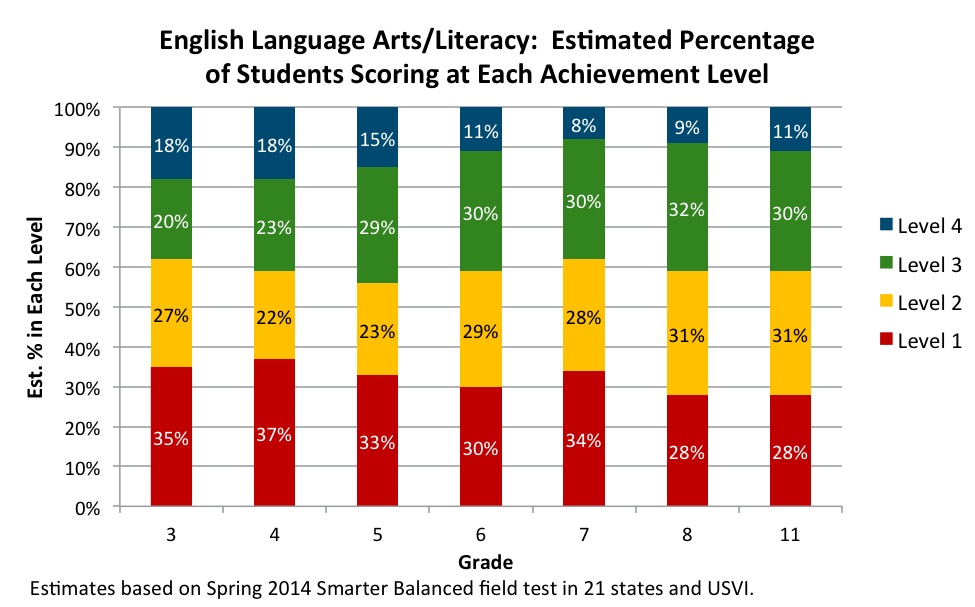 English Language Arts/Literacy:  Estimated Percentage
of Students Scoring at Each Achievement Level
100%
90%
80%
70%
60%
50%
40%
30%
20%
10%
0%
Est. % in Each Level
18% 18% 15% 11% 8% 9% 11%
20% 23% 29% 30% 30% 32% 30%
27% 22% 23% 29% 28% 31% 31%
35% 37% 33% 30% 34% 28% 28%
3 4 5 6 7 8 11
Grade
Level 4
Level 3
Level 2
Level 1
Estimates based on Spring 2014 Smarter Balanced field test in 21 states and USVI.